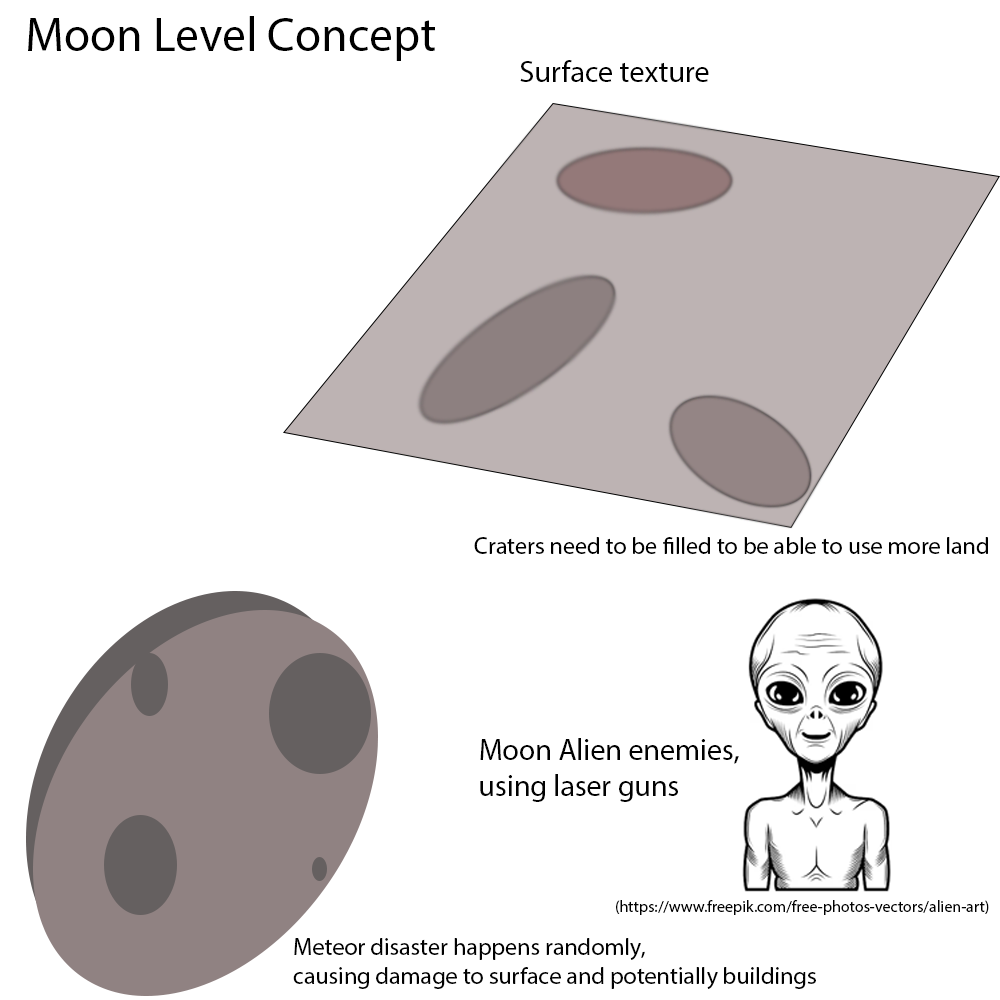 Moon Level Concept
Surface texture
Craters need to be filled to be able to use more land
Moon Alien enemies,
using laser guns
(https://www.freepik.com/free-photos-vectors/alien-art)
Meteor disaster happens randomly,
causing damage to surface and potentially buildings